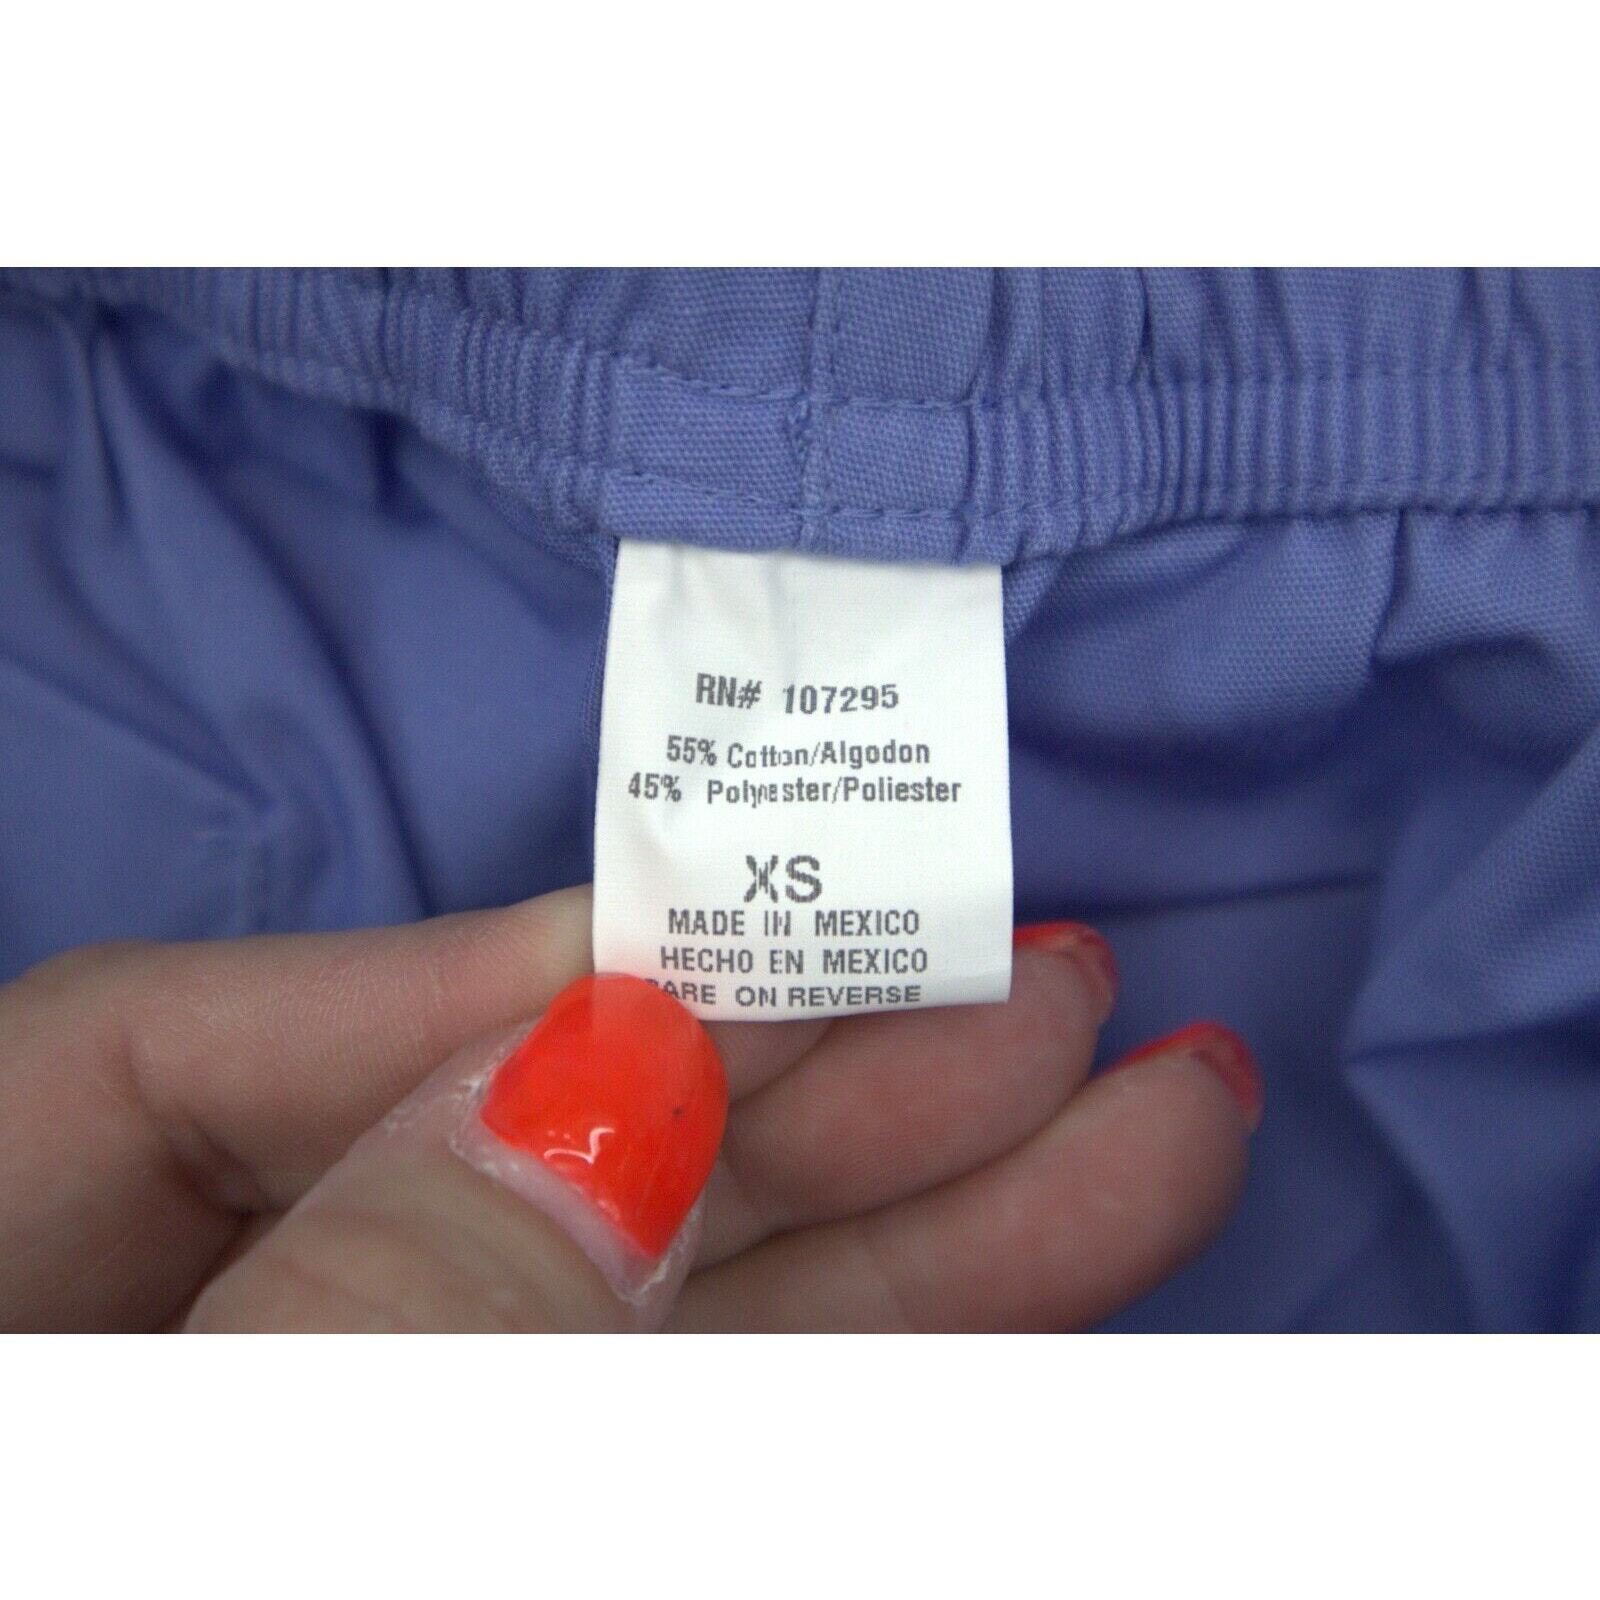 RN# 107295
55% Cotton/Algodon
45% Polyester/Poliester
XS
MADE IN MEXICO
HECHO EN MEXICO
ON REVERSE